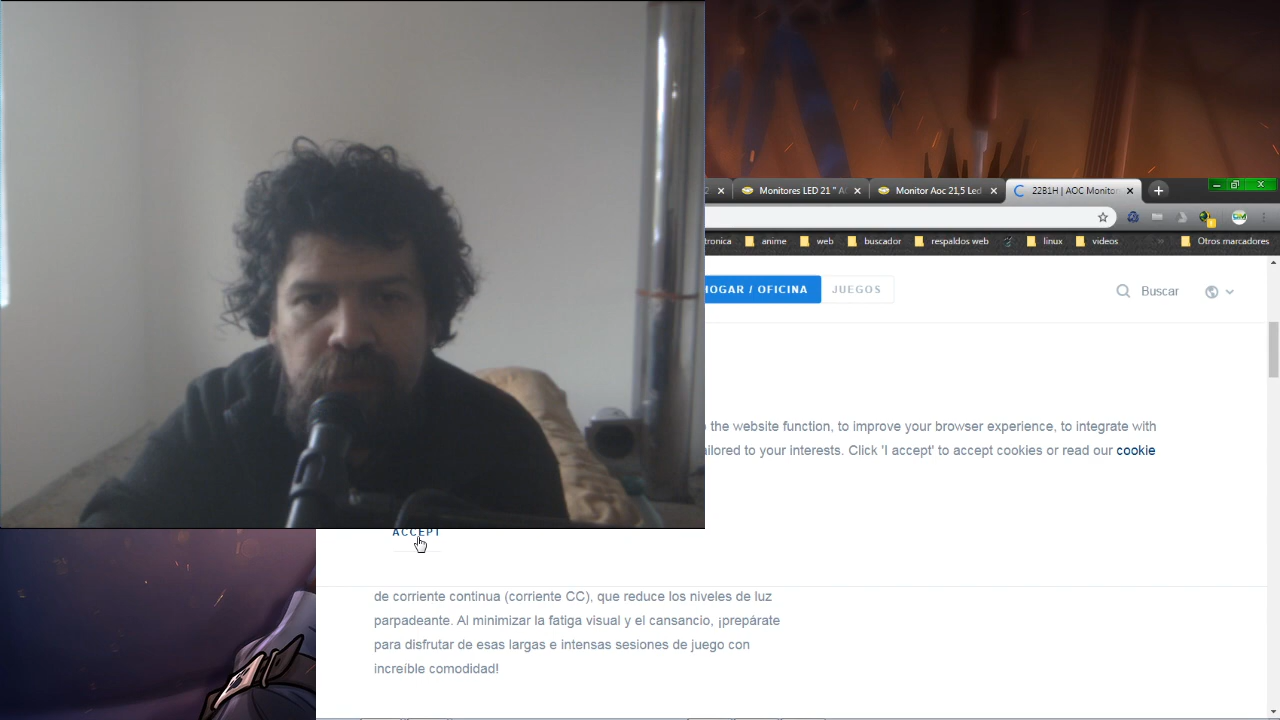 Monitores LED 21 " AO
Monitor Aoc 21,5 Led
22B1H | AOC Monitor
tronica
anime
web
buscador
respaldos web
linux
videos
Otros marcadores
HOGAR / OFICINA
JUEGOS
Buscar
the website function, to improve your browser experience, to integrate with
ailored to your interests. Click 'I accept' to accept cookies or read our cookie
ACCEPT
de corriente continua (corriente CC), que reduce los niveles de luz
parpadeante. Al minimizar la fatiga visual y el cansancio, ¡prepárate
para disfrutar de esas largas e intensas sesiones de juego con
increíble comodidad!